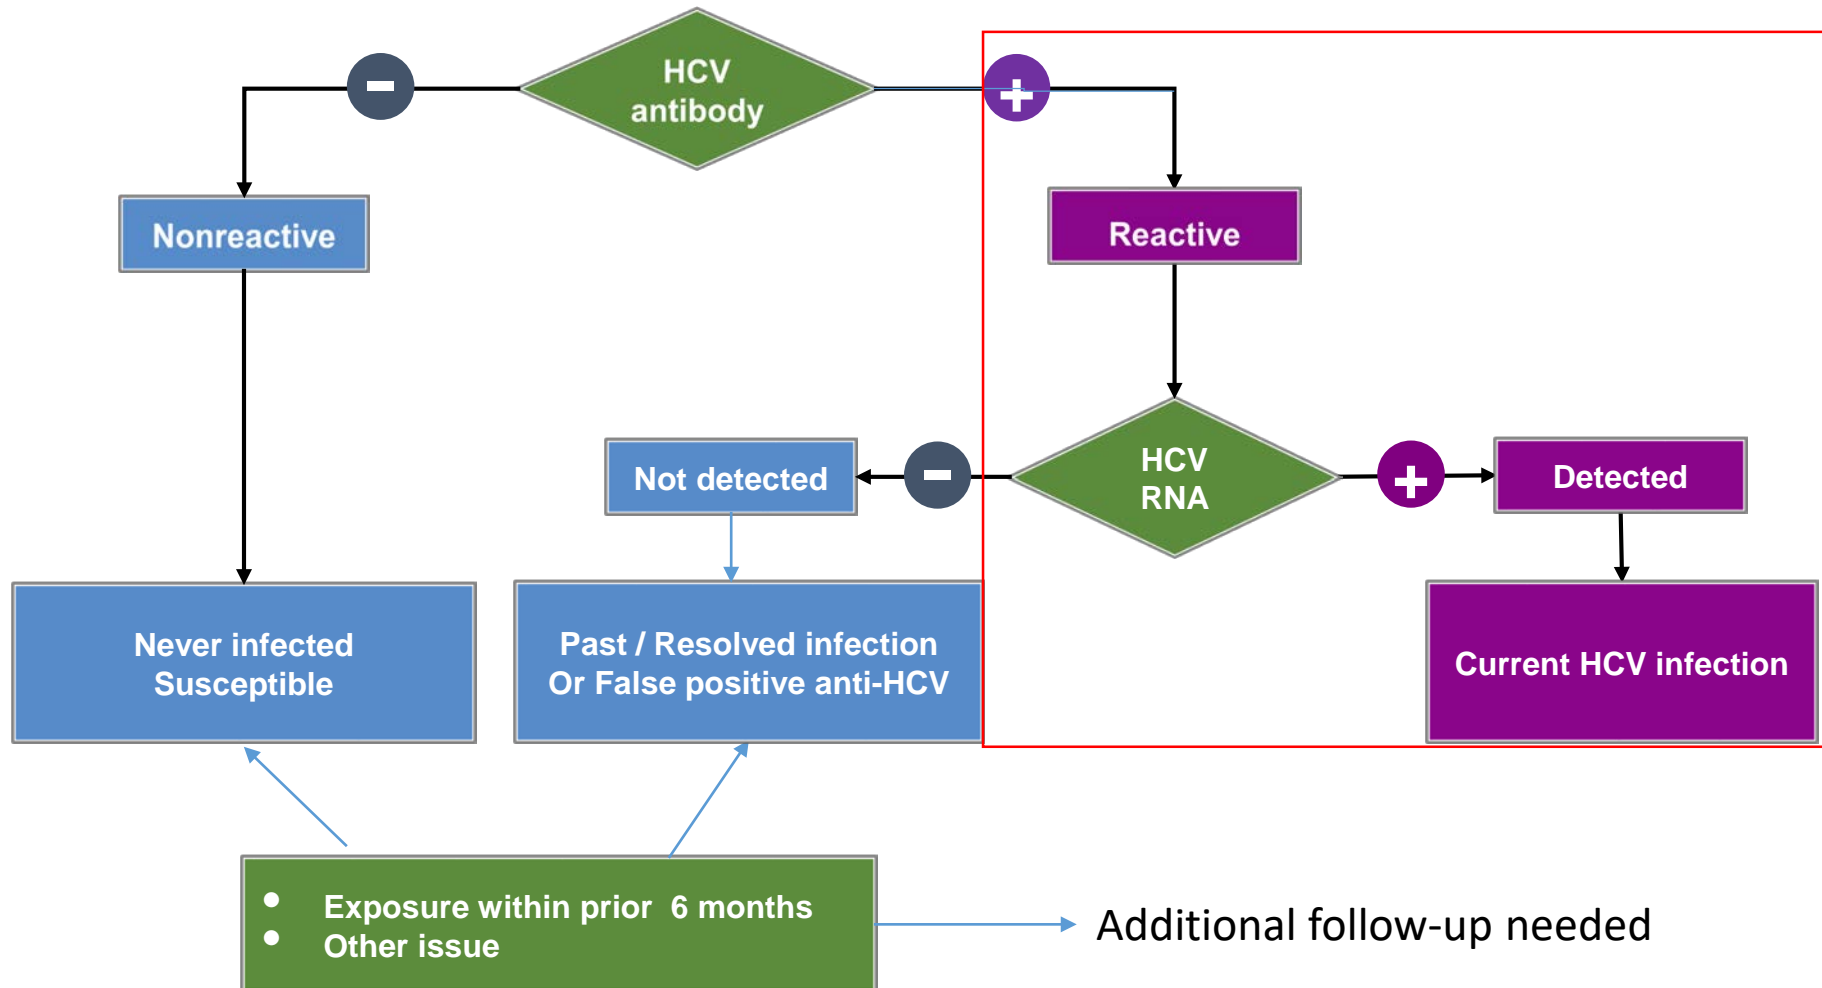 HCV
antibody
Nonreactive
Reactive
Not detected
HCV
RNA
Detected
Never infected
Susceptible
Past / Resolved infection
Or False positive anti-HCV
Current HCV infection
• Exposure within prior 6 months
• Other issue
Additional follow-up needed